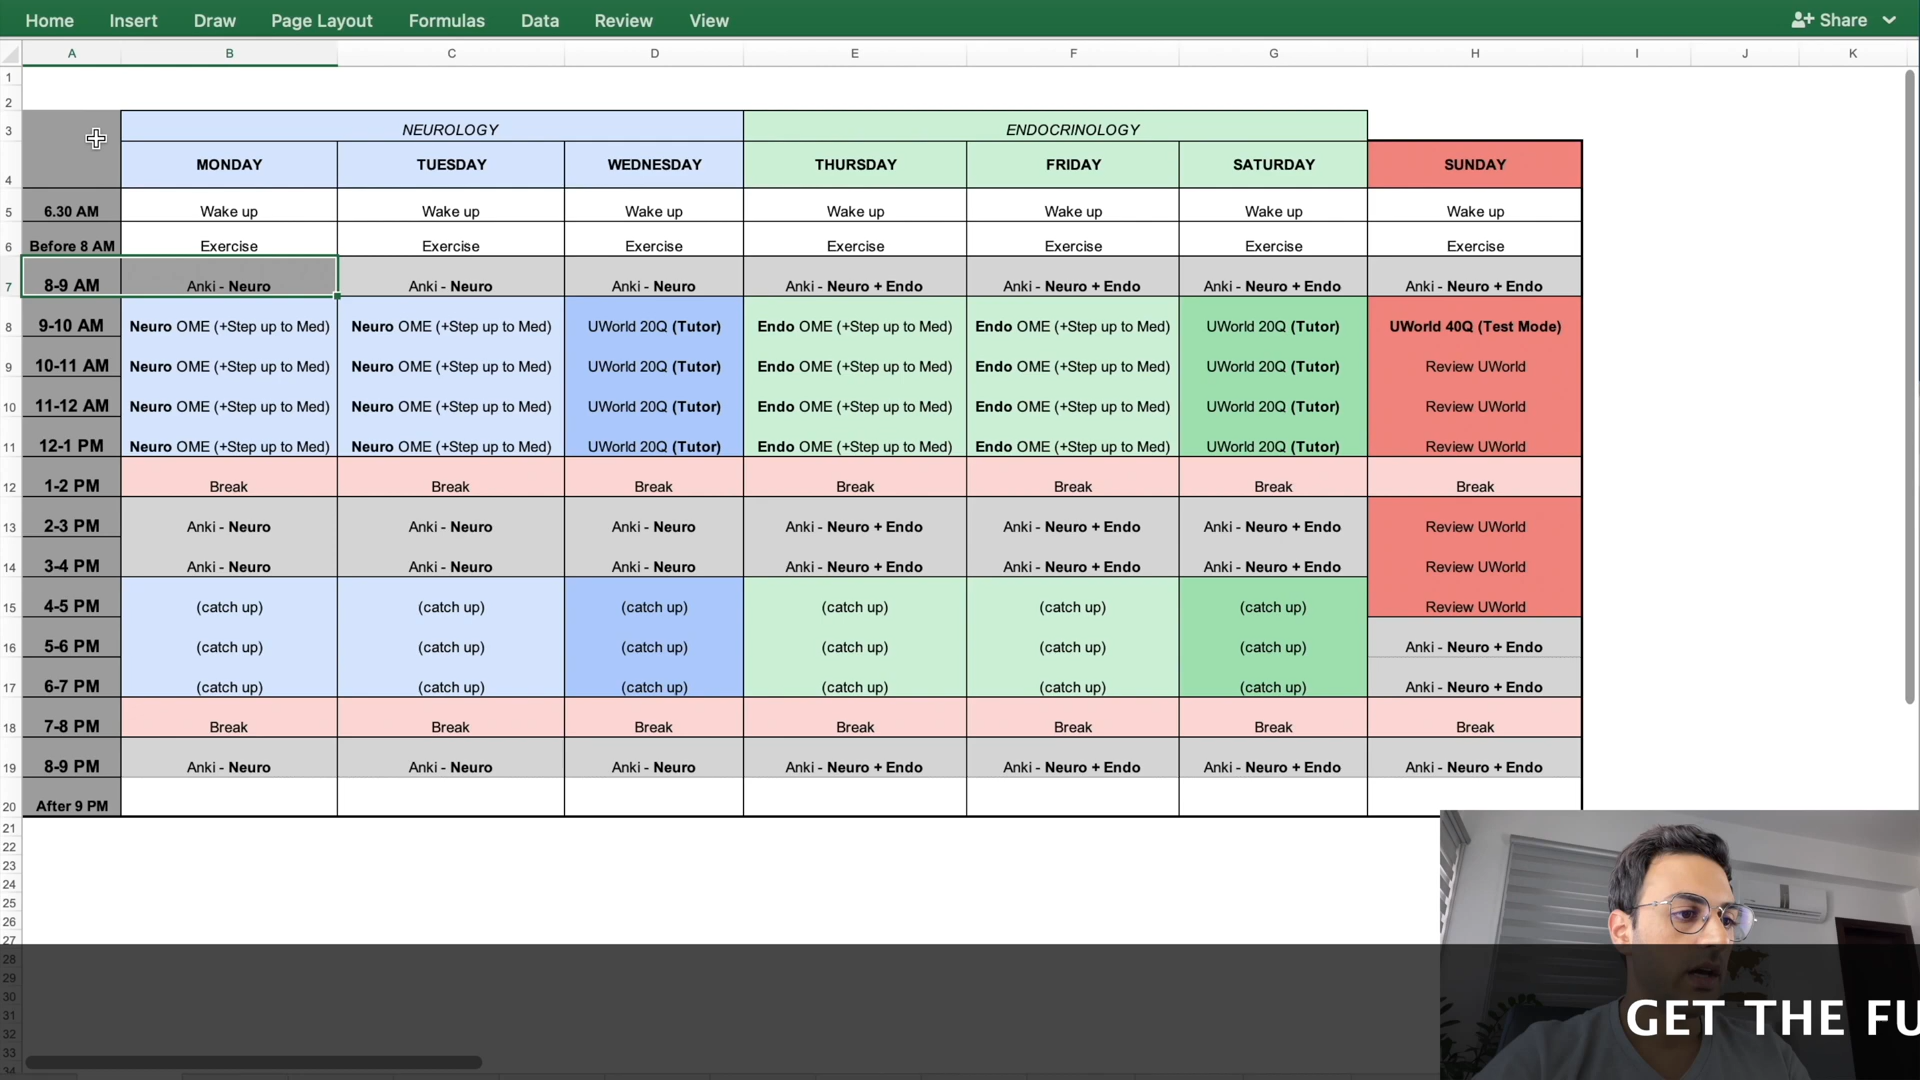 Home Insert Draw Page Layout Formulas Data Review View Share
A B C D E F G H I J K
1
2
3 NEUROLOGY ENDOCRINOLOGY
4 MONDAY TUESDAY WEDNESDAY THURSDAY FRIDAY SATURDAY SUNDAY
5 6.30 AM Wake up Wake up Wake up Wake up Wake up Wake up Wake up
6 Before 8 AM Exercise Exercise Exercise Exercise Exercise Exercise Exercise
7 8-9 AM Anki - Neuro Anki - Neuro Anki - Neuro Anki - Neuro + Endo Anki - Neuro + Endo Anki - Neuro + Endo Anki - Neuro + Endo
8 9-10 AM Neuro OME (+Step up to Med) Neuro OME (+Step up to Med) UWorld 20Q (Tutor) Endo OME (+Step up to Med) Endo OME (+Step up to Med) UWorld 20Q (Tutor) UWorld 40Q (Test Mode)
9 10-11 AM Neuro OME (+Step up to Med) Neuro OME (+Step up to Med) UWorld 20Q (Tutor) Endo OME (+Step up to Med) Endo OME (+Step up to Med) UWorld 20Q (Tutor) Review UWorld
10 11-12 AM Neuro OME (+Step up to Med) Neuro OME (+Step up to Med) UWorld 20Q (Tutor) Endo OME (+Step up to Med) Endo OME (+Step up to Med) UWorld 20Q (Tutor) Review UWorld
11 12-1 PM Neuro OME (+Step up to Med) Neuro OME (+Step up to Med) UWorld 20Q (Tutor) Endo OME (+Step up to Med) Endo OME (+Step up to Med) UWorld 20Q (Tutor) Review UWorld
12 1-2 PM Break Break Break Break Break Break Break
13 2-3 PM Anki - Neuro Anki - Neuro Anki - Neuro Anki - Neuro + Endo Anki - Neuro + Endo Anki - Neuro + Endo Review UWorld
14 3-4 PM Anki - Neuro Anki - Neuro Anki - Neuro Anki - Neuro + Endo Anki - Neuro + Endo Anki - Neuro + Endo Review UWorld
15 4-5 PM (catch up) (catch up) (catch up) (catch up) (catch up) (catch up) Review UWorld
16 5-6 PM (catch up) (catch up) (catch up) (catch up) (catch up) (catch up) Anki - Neuro + Endo
17 6-7 PM (catch up) (catch up) (catch up) (catch up) (catch up) (catch up) Anki - Neuro + Endo
18 7-8 PM Break Break Break Break Break Break Break
19 8-9 PM Anki - Neuro Anki - Neuro Anki - Neuro Anki - Neuro + Endo Anki - Neuro + Endo Anki - Neuro + Endo Anki - Neuro + Endo
20 After 9 PM
21
22
23
24
25
26
27
28
29
30
31
32
33
34
GET THE FU